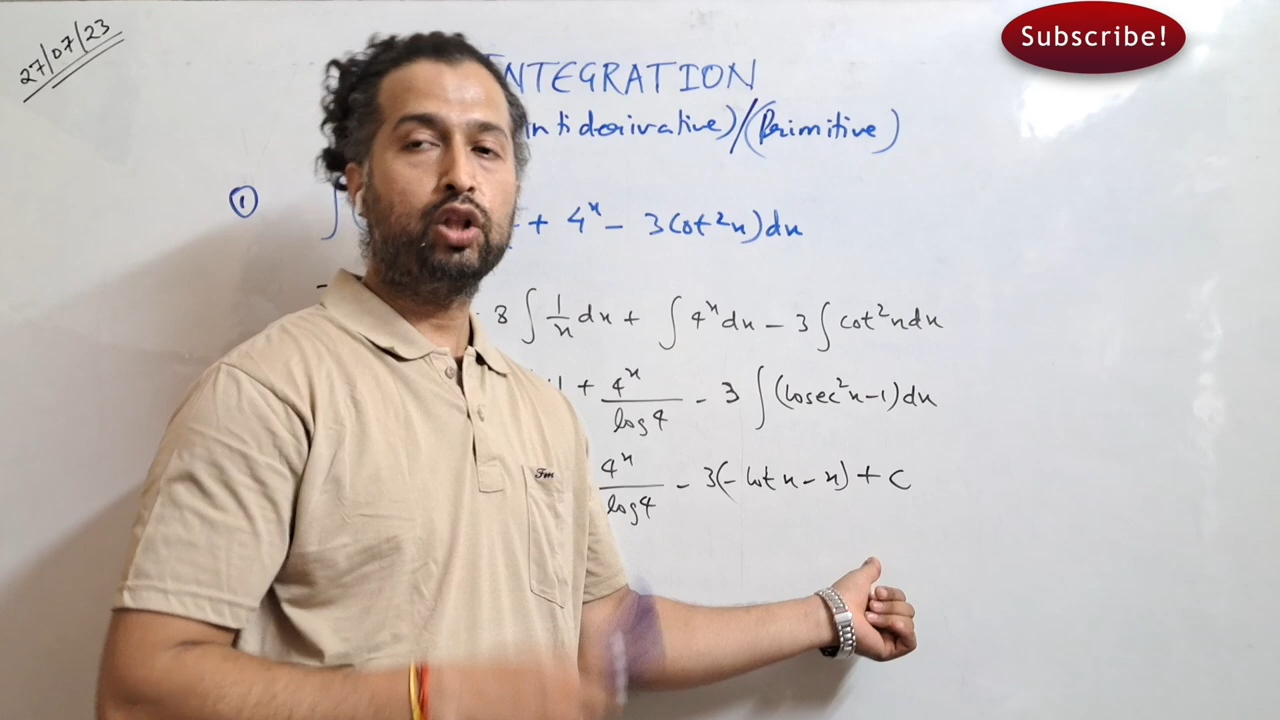 27/07/23
Subscribe!
NTEGRATION
ntiderivative)/(Primitive)
① ∫ + 4ˣ - 3cot²x)dx
- 8 ∫ 1/x dx + ∫ 4ˣ dx - 3 ∫ cot²x dx
+ 4ˣ/log4 - 3 ∫ (cosec²x-1)dx
4ˣ/log4 - 3(-cotx - x) + c